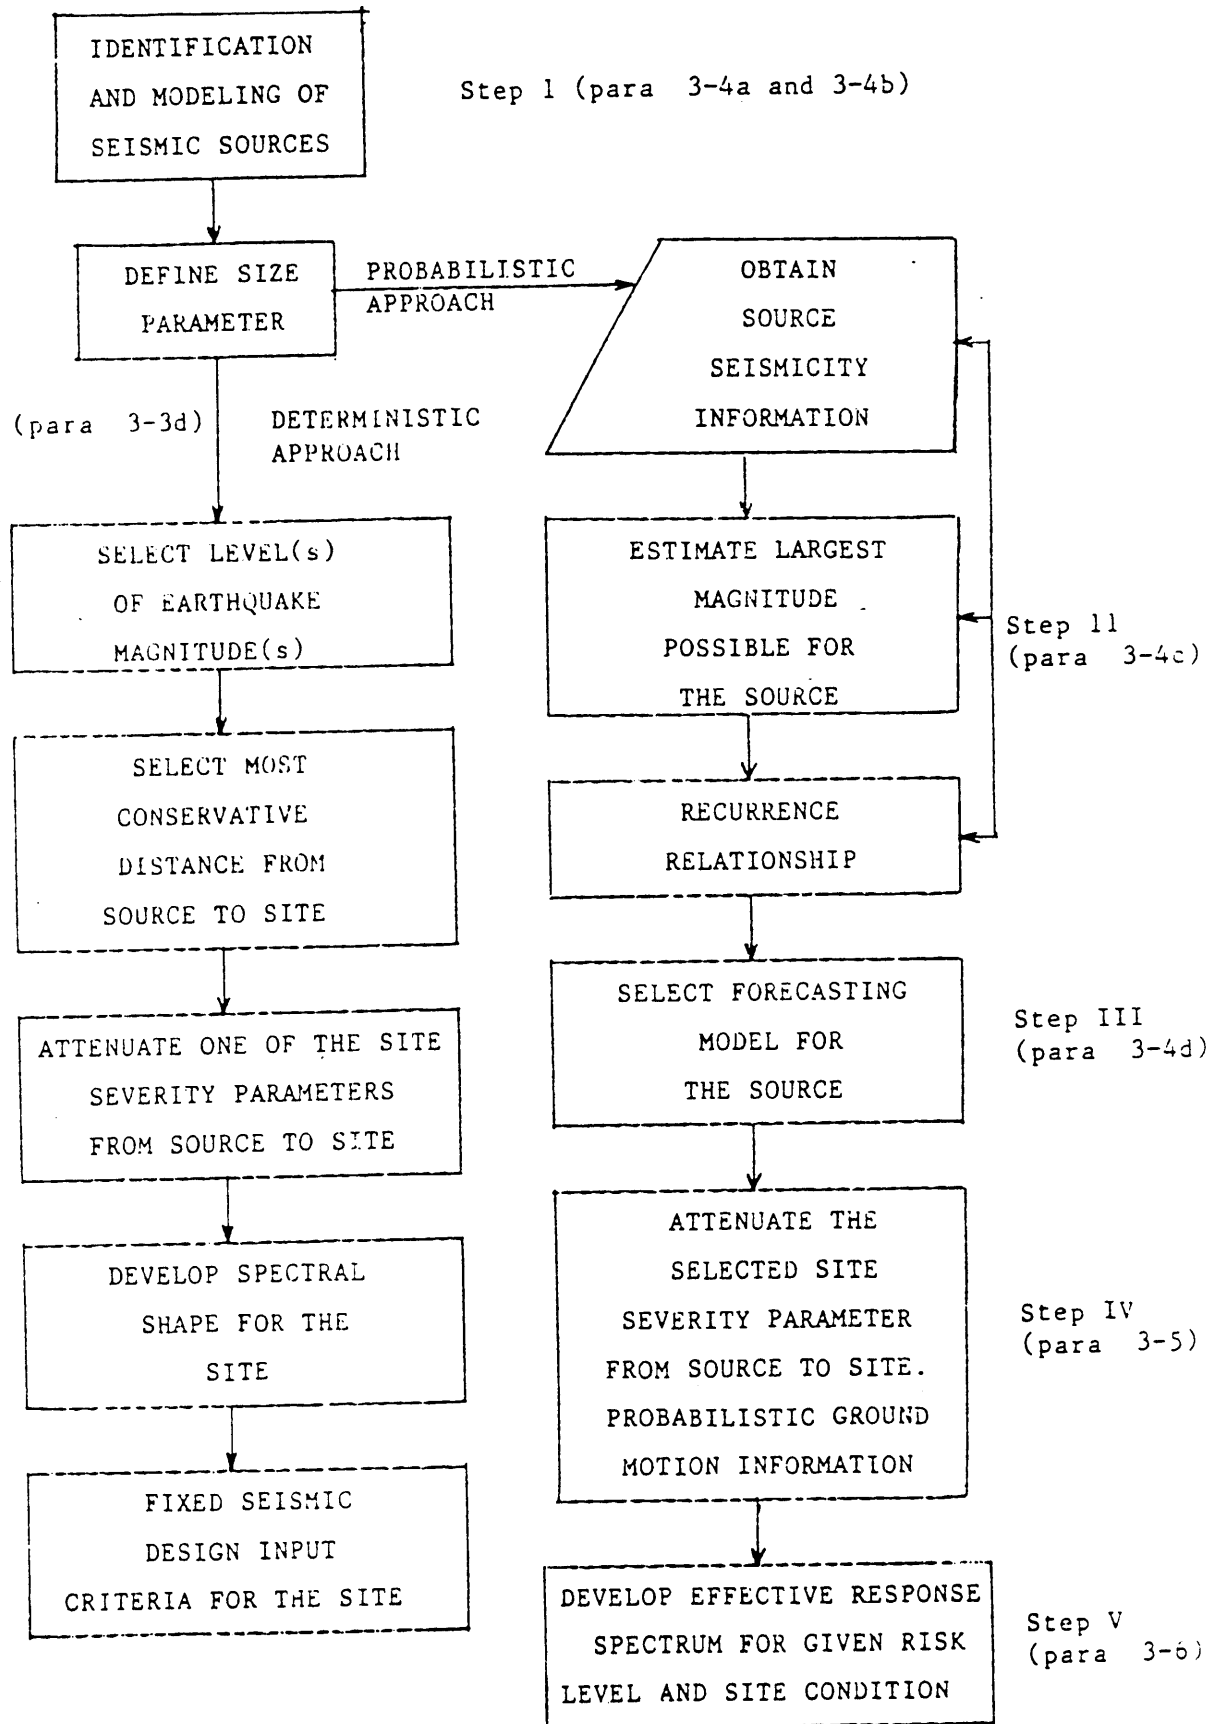 IDENTIFICATION
AND MODELING OF
SEISMIC SOURCES
Step 1 (para 3-4a and 3-4b)
DEFINE SIZE
PARAMETER
PROBABILISTIC
APPROACH
OBTAIN
SOURCE
SEISMICITY
INFORMATION
(para 3-3d)
DETERMINISTIC
APPROACH
SELECT LEVEL(s)
OF EARTHQUAKE
MAGNITUDE(s)
ESTIMATE LARGEST
MAGNITUDE
POSSIBLE FOR
THE SOURCE
Step 11
(para 3-4c)
SELECT MOST
CONSERVATIVE
DISTANCE FROM
SOURCE TO SITE
RECURRENCE
RELATIONSHIP
ATTENUATE ONE OF THE SITE
SEVERITY PARAMETERS
FROM SOURCE TO SITE
SELECT FORECASTING
MODEL FOR
THE SOURCE
Step III
(para 3-4d)
DEVELOP SPECTRAL
SHAPE FOR THE
SITE
ATTENUATE THE
SELECTED SITE
SEVERITY PARAMETER
FROM SOURCE TO SITE.
PROBABILISTIC GROUND
MOTION INFORMATION
Step IV
(para 3-5)
FIXED SEISMIC
DESIGN INPUT
CRITERIA FOR THE SITE
DEVELOP EFFECTIVE RESPONSE
SPECTRUM FOR GIVEN RISK
LEVEL AND SITE CONDITION
Step V
(para 3-6)